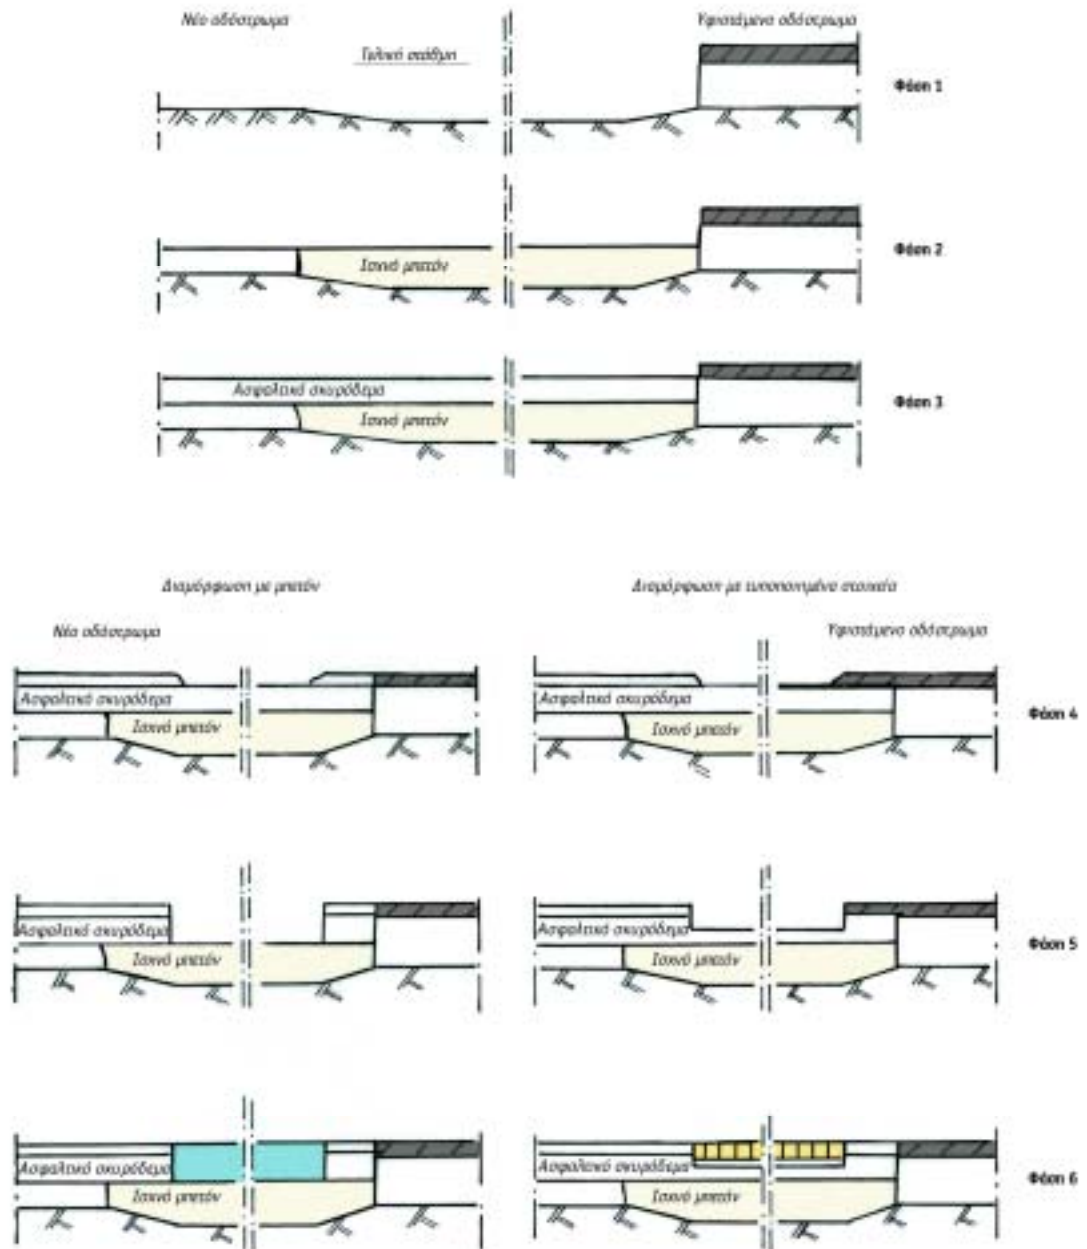 Νέο οδόστρωμα
Υφιστάμενο οδόστρωμα
Τελική στάθμη
Φάση 1
Ισχνό μπετόν
Φάση 2
Ασφαλτικό σκυρόδεμα
Ισχνό μπετόν
Φάση 3
Διαμόρφωση με μπετόν
Διαμόρφωση με τυποποιημένα στοιχεία
Νέο οδόστρωμα
Υφιστάμενο οδόστρωμα
Ασφαλτικό σκυρόδεμα
Ισχνό μπετόν
Ασφαλτικό σκυρόδεμα
Ισχνό μπετόν
Φάση 4
Ασφαλτικό σκυρόδεμα
Ισχνό μπετόν
Ασφαλτικό σκυρόδεμα
Ισχνό μπετόν
Φάση 5
Ασφαλτικό σκυρόδεμα
Ισχνό μπετόν
Ασφαλτικό σκυρόδεμα
Ισχνό μπετόν
Φάση 6